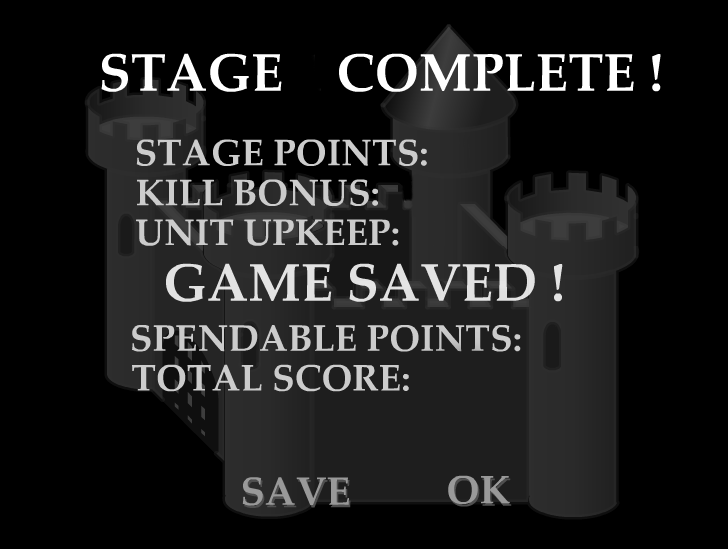 STAGE COMPLETE !
STAGE POINTS:
KILL BONUS:
UNIT UPKEEP:
GAME SAVED !
SPENDABLE POINTS:
TOTAL SCORE:
SAVE OK